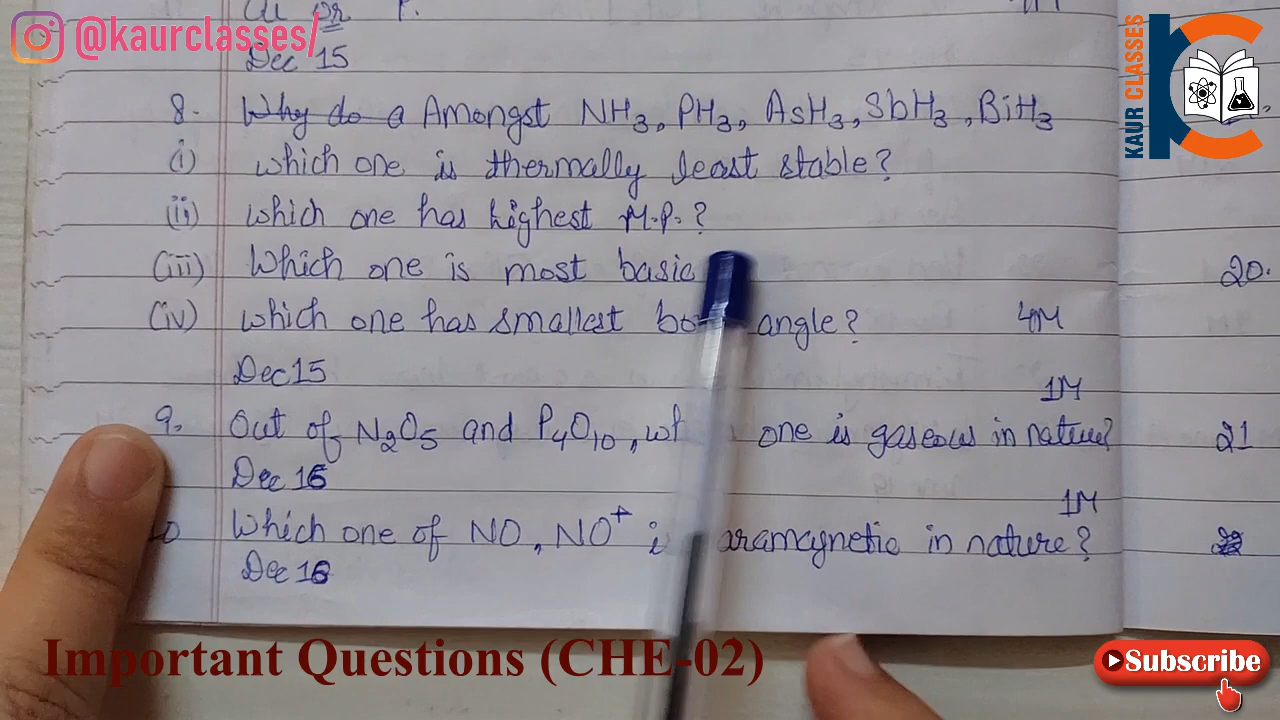 @kaurclasses/
KAUR CLASSES
Dec 15
8. Why do a Amongst NH3, PH3, AsH3, SbH3, BiH3
(i) which one is thermally least stable?
(ii) which one has highest M.P.?
(iii) Which one is most basic
20.
(iv) which one has smallest angle? 4M
Dec 15
1M
9. Out of N2O5 and P4O10, one is gaseous in nature?
21
Dec 16
1M
Which one of NO, NO+ in nature?
Dec 16
Important Questions (CHE-02)
Subscribe